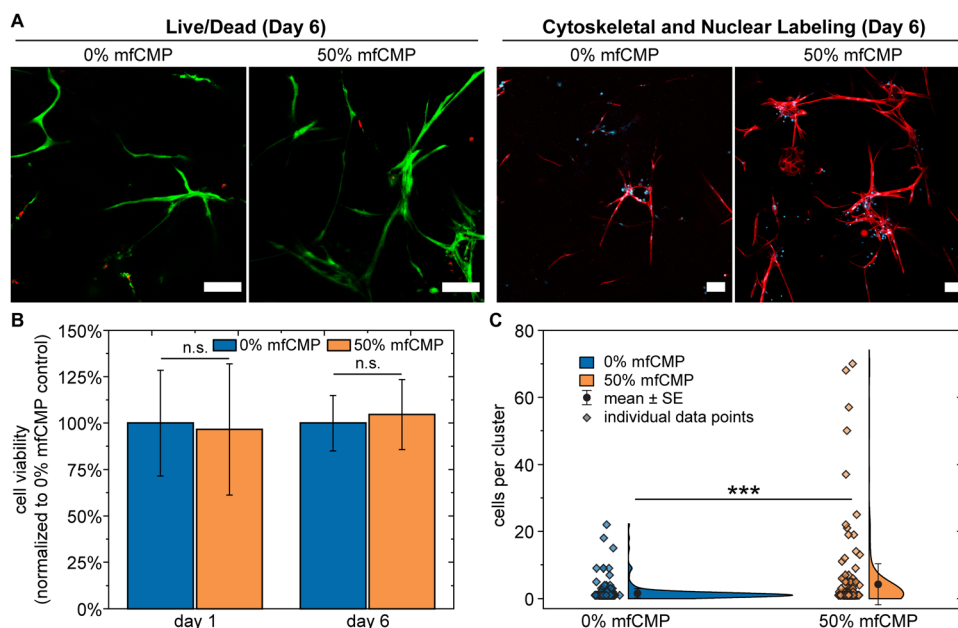 A
Live/Dead (Day 6)
0% mfCMP 50% mfCMP
Cytoskeletal and Nuclear Labeling (Day 6)
0% mfCMP 50% mfCMP
B
cell viability
(normalized to 0% mfCMP control)
150%
125%
100%
75%
50%
25%
0%
0% mfCMP 50% mfCMP
n.s.
n.s.
day 1 day 6
C
cells per cluster
80
60
40
20
0
0% mfCMP
50% mfCMP
mean ± SE
individual data points
***
0% mfCMP 50% mfCMP